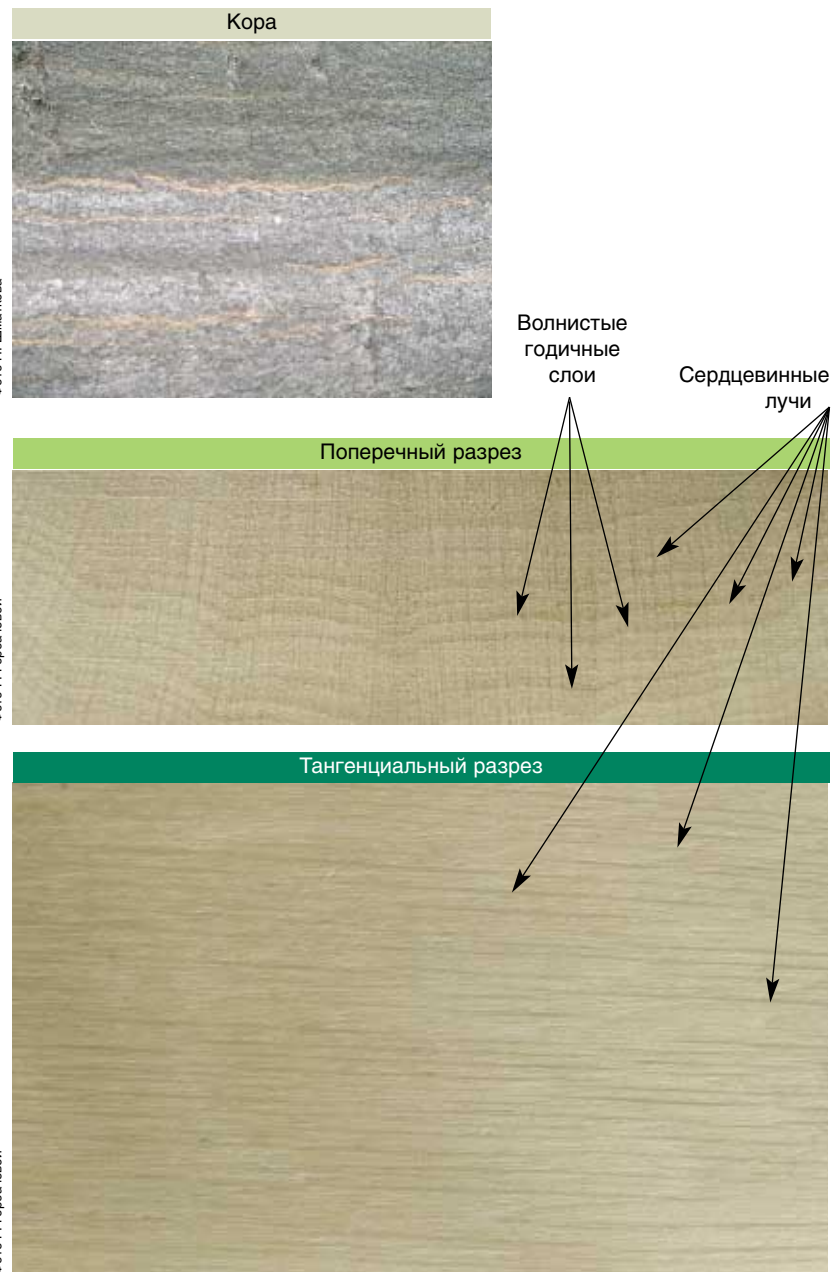 Кора
Волнистые
годичные
слои
Сердцевинные
лучи
Поперечный разрез
Тангенциальный разрез